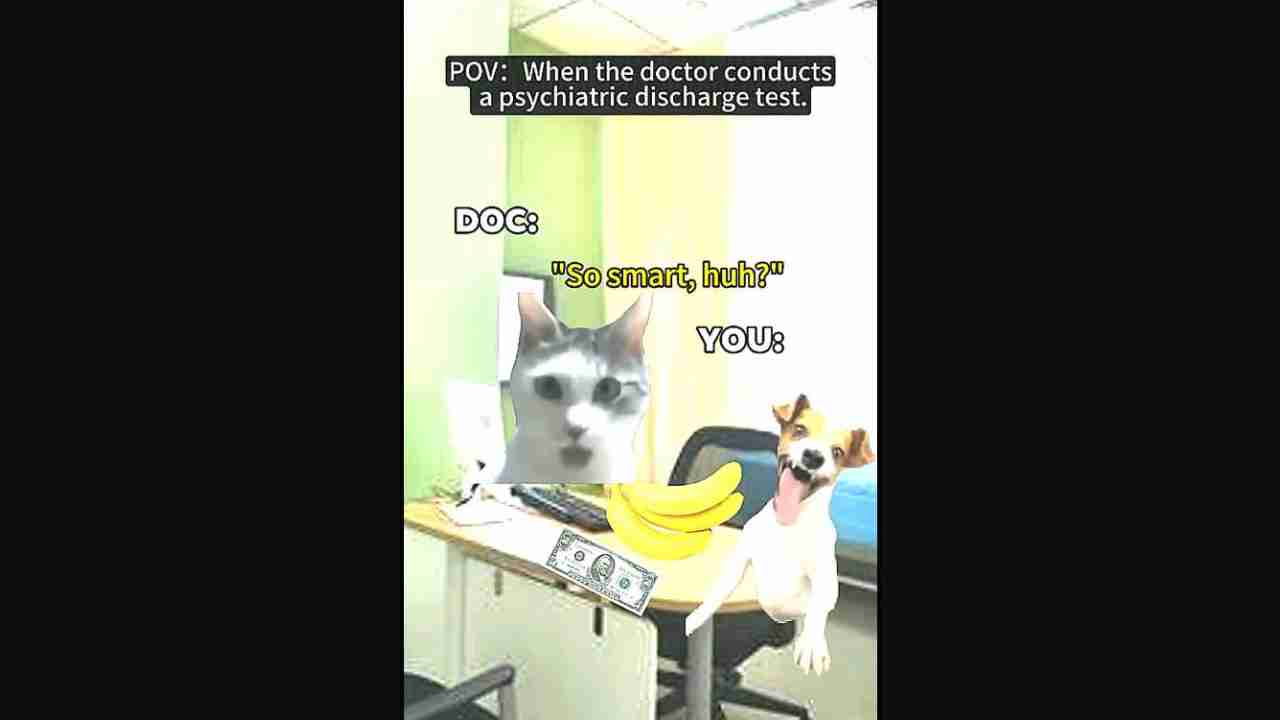 POV：When the doctor conducts
a psychiatric discharge test.
DOC:
"So smart, huh?"
YOU: